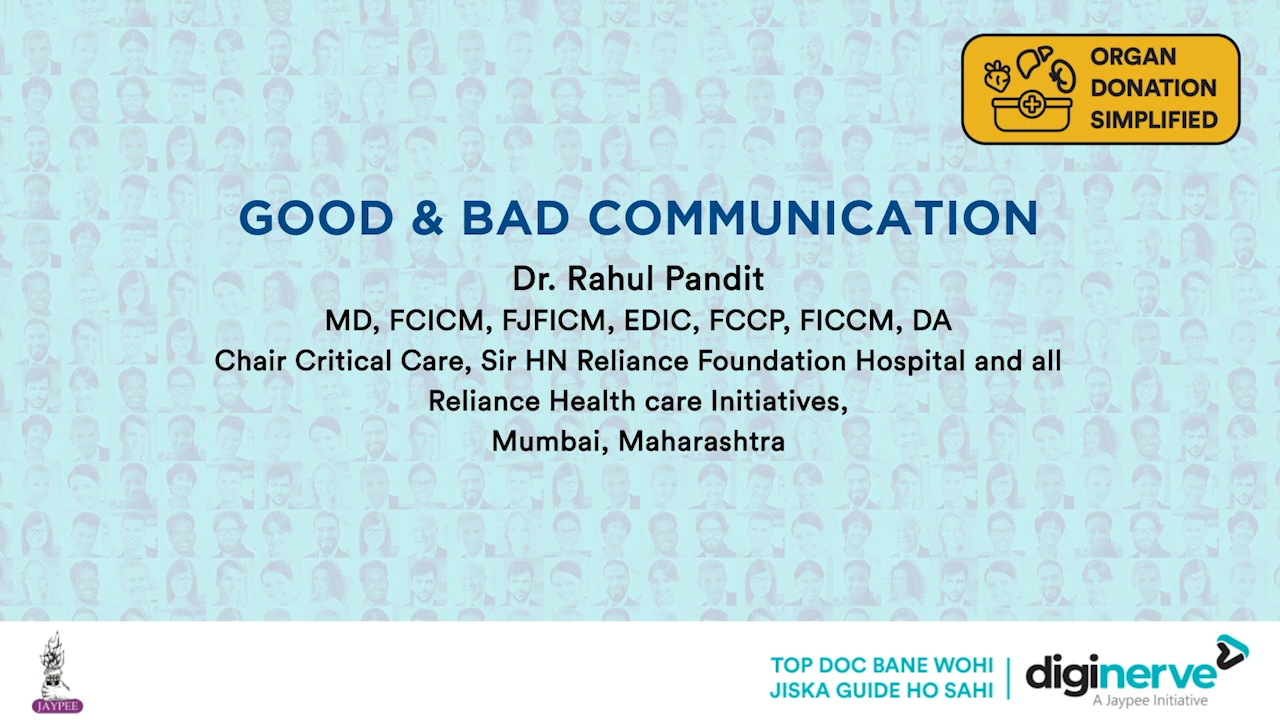 ORGAN
DONATION
SIMPLIFIED
GOOD & BAD COMMUNICATION
Dr. Rahul Pandit
MD, FCICM, FJFICM, EDIC, FCCP, FICCM, DA
Chair Critical Care, Sir HN Reliance Foundation Hospital and all
Reliance Health care Initiatives,
Mumbai, Maharashtra
JAYPEE
TOP DOC BANE WOHI
JISKA GUIDE HO SAHI
diginerve
A Jaypee Initiative